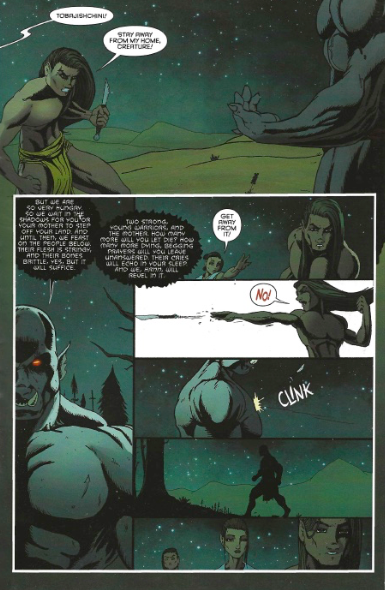 TOBAJISHCHINI!
STAY AWAY
FROM MY HOME,
CREATURE!
BUT WE ARE
SO VERY HUNGRY.
SO WE WAIT IN THE
SHADOWS FOR YOU OR
YOUR MOTHER TO STEP
OFF YOUR LAND. AND
UNTIL THEN, WE FEAST
ON THE PEOPLE BELOW.
THEIR FLESH IS STRINGY,
AND THEIR BONES
BRITTLE, YES. BUT IT
WILL SUFFICE.
TWO STRONG,
YOUNG WARRIORS, AND
THE MOTHER. HOW MANY
MORE WILL YOU LET DIE? HOW
MANY MORE DYING, BEGGING
PRAYERS WILL YOU LEAVE
UNANSWERED. THEIR CRIES
WILL ECHO IN YOUR SLEEP.
AND WE, AHHH, WILL
REVEL IN IT.
GET
AWAY
FROM
IT!
NO!
CLINK